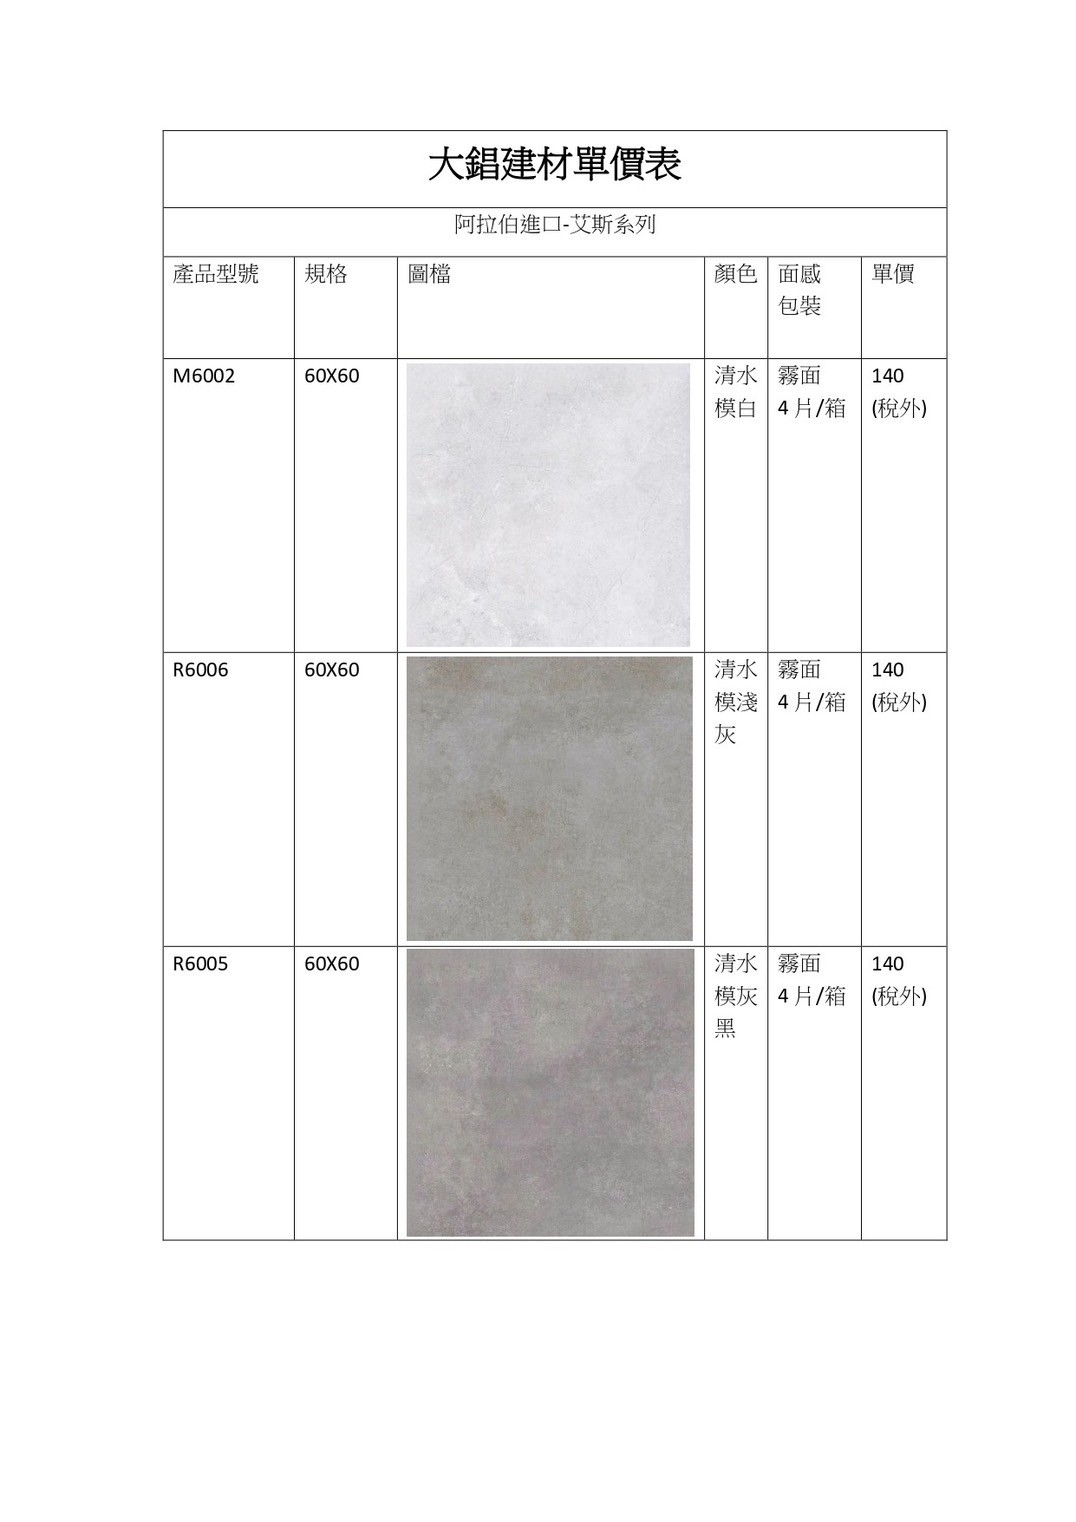 大錩建材單價表
阿拉伯進口-艾斯系列
產品型號 規格 圖檔 顏色 面感 單價
包裝
M6002 60X60 清水 霧面 140
模白 4 片/箱 (稅外)
R6006 60X60 清水 霧面 140
模淺 4 片/箱 (稅外)
灰
R6005 60X60 清水 霧面 140
模灰 4 片/箱 (稅外)
黑